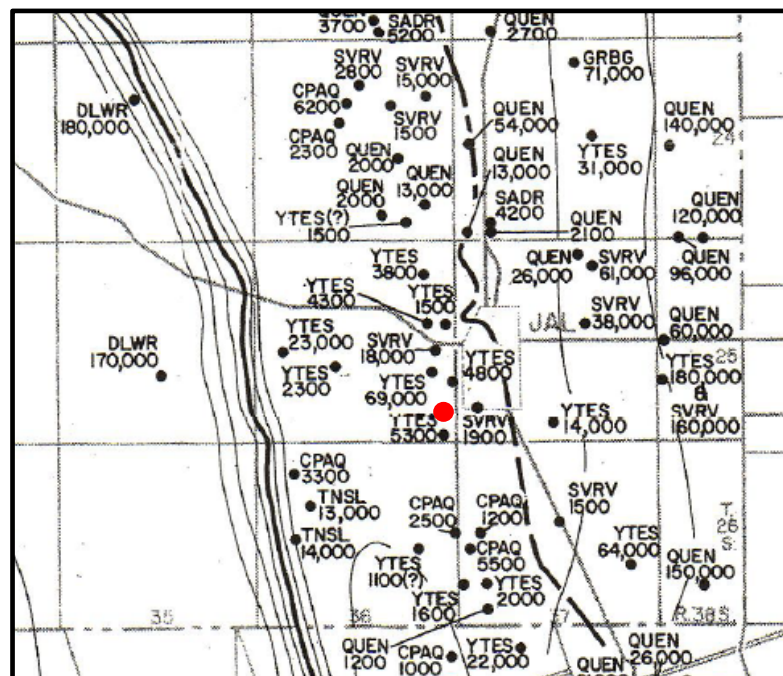 QUEN
3700
SADR
5200
QUEN
2700
SVRV
2800
SVRV
15,000
GRBG
71,000
CPAQ
6200
DLWR
180,000
SVRV
1500
QUEN
54,000
QUEN
140,000
24
CPAQ
2300
QUEN
2000
YTES
31,000
QUEN
13,000
QUEN
13,000
QUEN
2000
SADR
4200
QUEN
120,000
YTES(?)
1500
QUEN
2100
YTES
3800
QUEN
26,000
SVRV
61,000
QUEN
96,000
YTES
4300
YTES
1500
JAL
SVRV
38,000
QUEN
60,000
DLWR
170,000
YTES
23,000
SVRV
18,000
YTES
4800
25
YTES
2300
YTES
69,000
YTES
180,000
&
SVRV
160,000
YTES
5300
SVRV
1900
YTES
14,000
CPAQ
3300
TNSL
13,000
CPAQ
2500
CPAQ
1200
SVRV
1500
T.
26
S.
TNSL
14,000
YTES
1100(?)
CPAQ
5500
YTES
64,000
YTES
2000
QUEN
150,000
YTES
1600
35
36
37
R.38S
QUEN
1200
CPAQ
1000
YTES
22,000
QUEN
26,000
QUEN